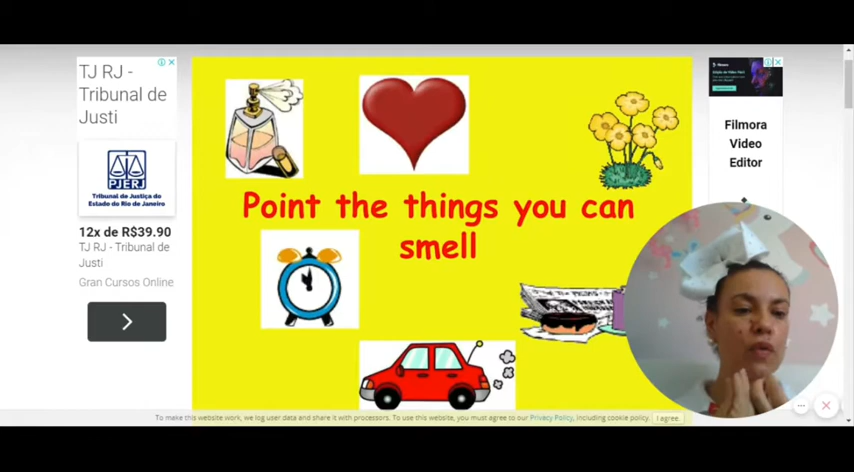 TJ RJ -
Tribunal de
Justi
PJERJ
Tribunal de Justiça do
Estado do Rio de Janeiro
12x de R$39.90
TJ RJ - Tribunal de
Justi
Gran Cursos Online
Point the things you can
smell
Filmora
Video
Editor
To make this website work, we log user data and share it with processors. To use this website, you must agree to our Privacy Policy, including cookie policy.
I agree.